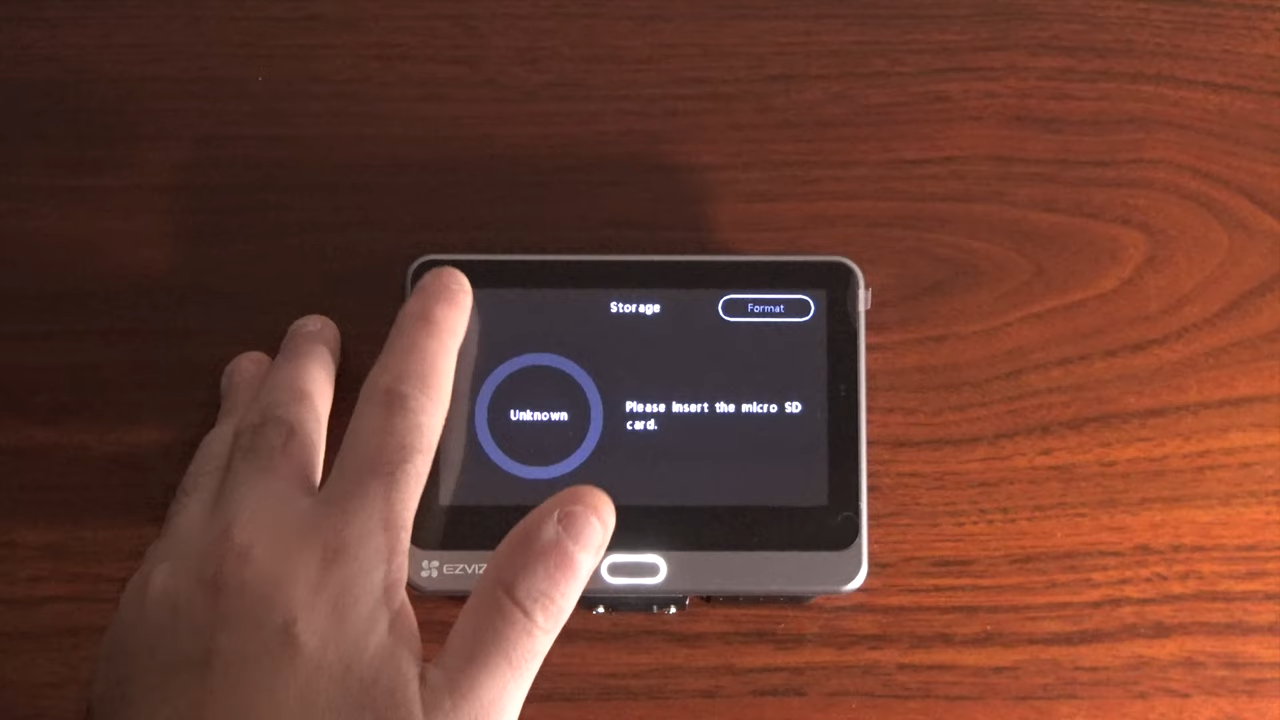 Storage
Format
Unknown
Please insert the micro SD
card.
EZVIZ